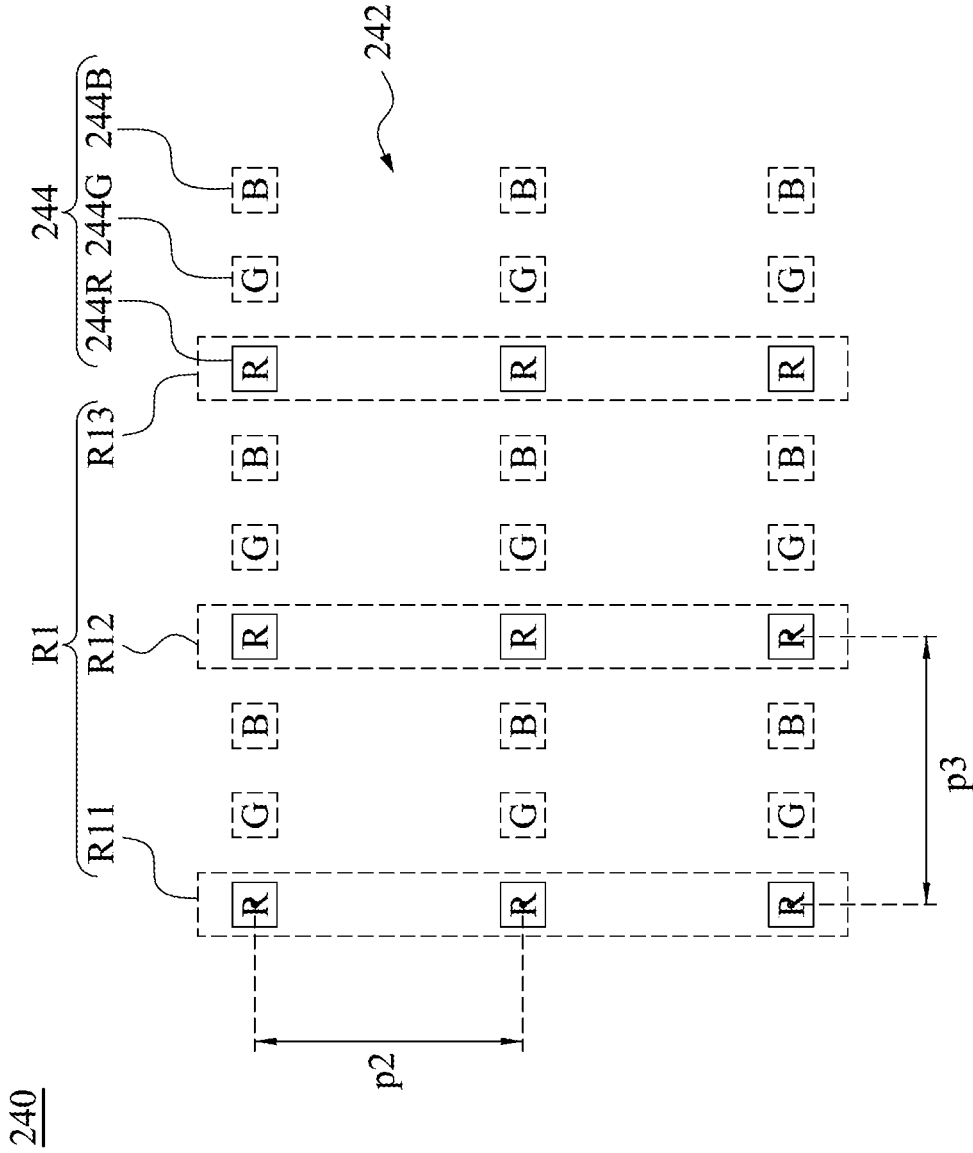 240
R1 244
R11 R12 R13 244R 244G 244B
R G B R G B R G B
p2 242
R G B R G B R G B
R G B R G B R G B
p3